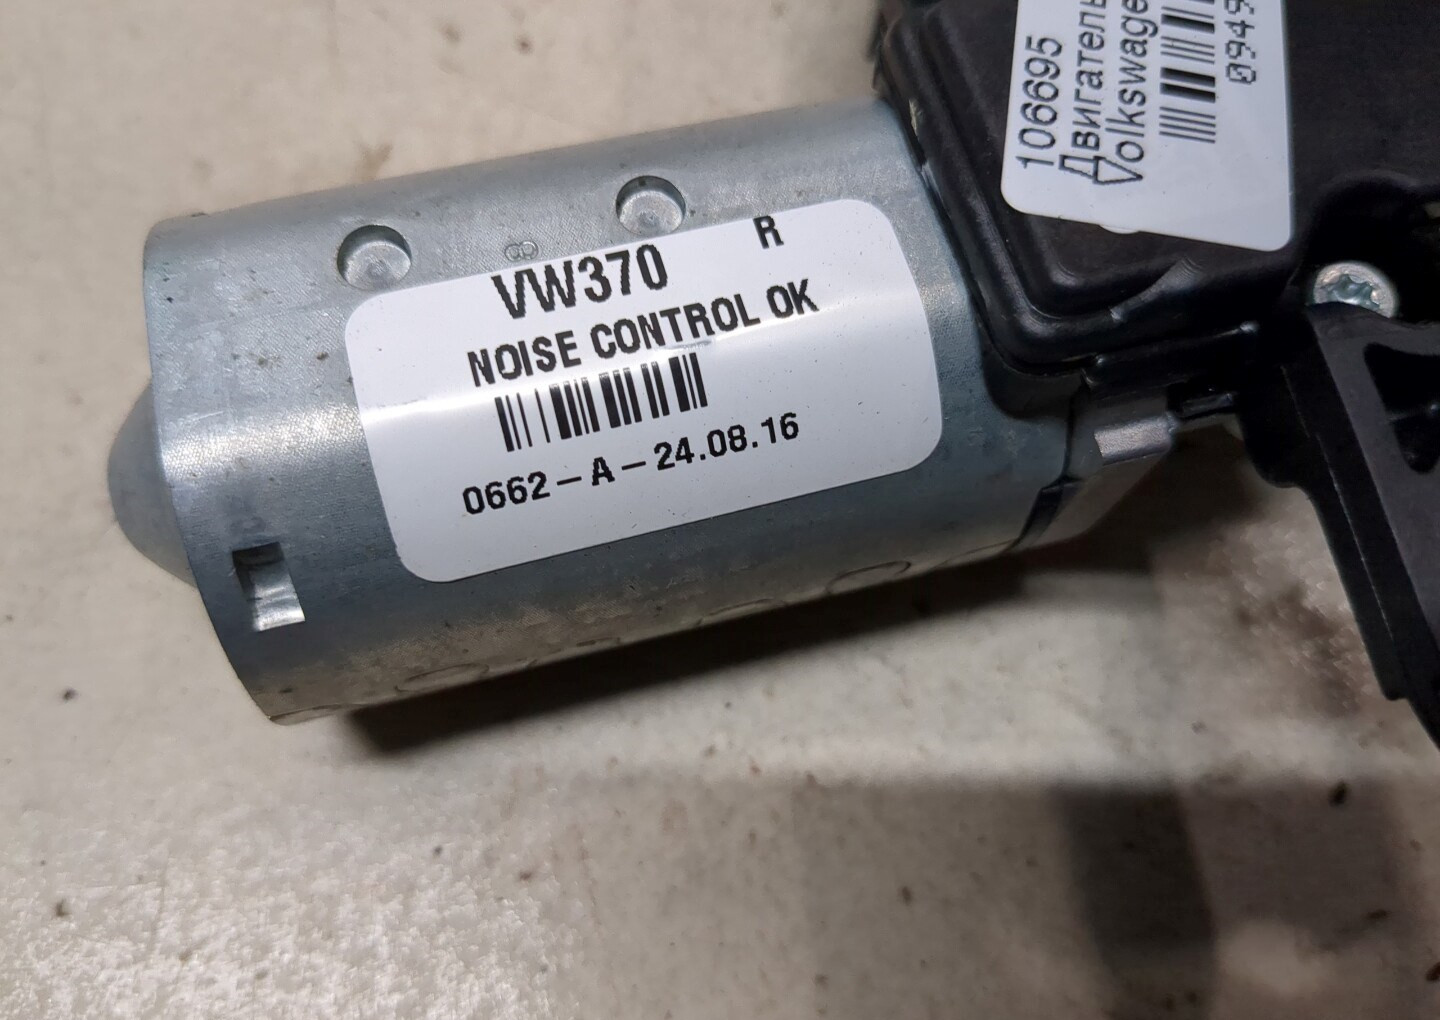 VW370 R
NOISE CONTROL OK
0662-A-24.08.16
106695
Двигатель
Volkswage
0949